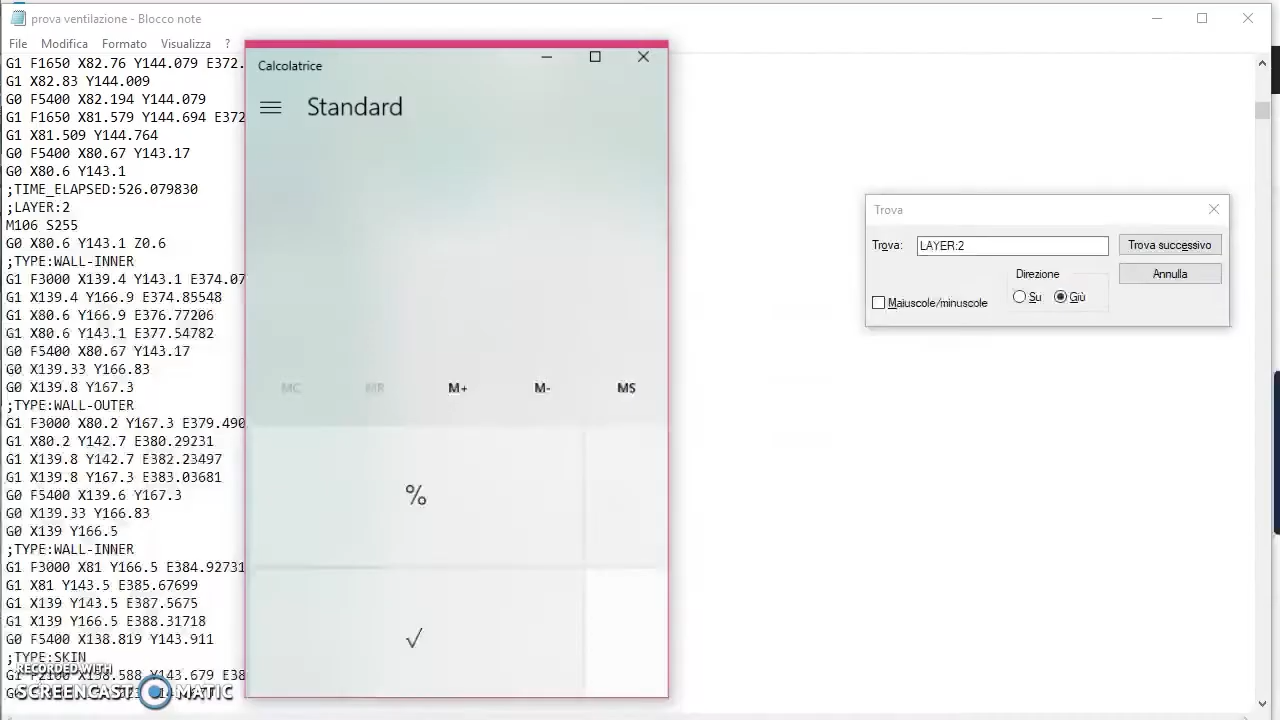 prova ventilazione - Blocco note
File Modifica Formato Visualizza ?
G1 F1650 X82.76 Y144.079 E372.
G1 X82.83 Y144.009
G0 F5400 X82.194 Y144.079
G1 F1650 X81.579 Y144.694 E372
G1 X81.509 Y144.764
G0 F5400 X80.67 Y143.17
G0 X80.6 Y143.1
;TIME_ELAPSED:526.079830
;LAYER:2
M106 S255
G0 X80.6 Y143.1 Z0.6
;TYPE:WALL-INNER
G1 F3000 X139.4 Y143.1 E374.07
G1 X139.4 Y166.9 E374.85548
G1 X80.6 Y166.9 E376.77206
G1 X80.6 Y143.1 E377.54782
G0 F5400 X80.67 Y143.17
G0 X139.33 Y166.83
G0 X139.8 Y167.3
;TYPE:WALL-OUTER
G1 F3000 X80.2 Y167.3 E379.490
G1 X80.2 Y142.7 E380.29231
G1 X139.8 Y142.7 E382.23497
G1 X139.8 Y167.3 E383.03681
G0 F5400 X139.6 Y167.3
G0 X139.33 Y166.83
G0 X139 Y166.5
;TYPE:WALL-INNER
G1 F3000 X81 Y166.5 E384.92731
G1 X81 Y143.5 E385.67699
G1 X139 Y143.5 E387.5675
G1 X139 Y166.5 E388.31718
G0 F5400 X138.819 Y143.911
;TYPE:SKIN
G1 F2100 X138.588 Y143.679 E38
RECORDED WITH
SCREENCAST MATIC
Calcolatrice
Standard
MC MR M+ M- MS
%
√
Trova
Trova: LAYER:2 Trova successivo
Direzione Annulla
Maiuscole/minuscole Su Giù